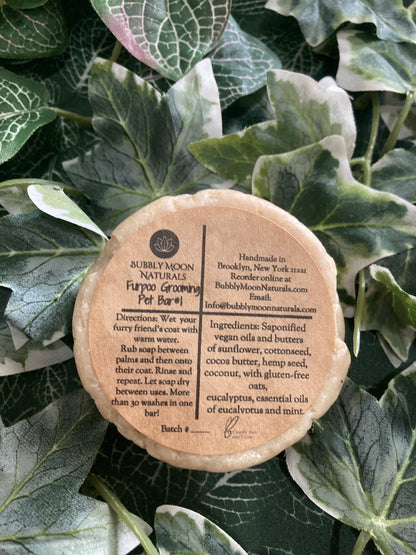 Bubbly Moon
Naturals
Furpoo Grooming
Pet Bar#1
Handmade in
Brooklyn, New York 11221
Reorder online at
BubblyMoonNaturals.com
Email:
Info@bubblymoonnaturals.com
Directions: Wet your
furry friend's coat with
warm water.
Rub soap between
palms and then onto
their coat. Rinse and
repeat. Let soap dry
between uses. More
than 30 washes in one
bar!
Batch #____
Ingredients: Saponified
vegan oils and butters
of sunflower, cottonseed,
cocoa butter, hemp seed,
coconut, with gluten-free
oats,
eucalyptus, essential oils
of eucalyptus and mint.